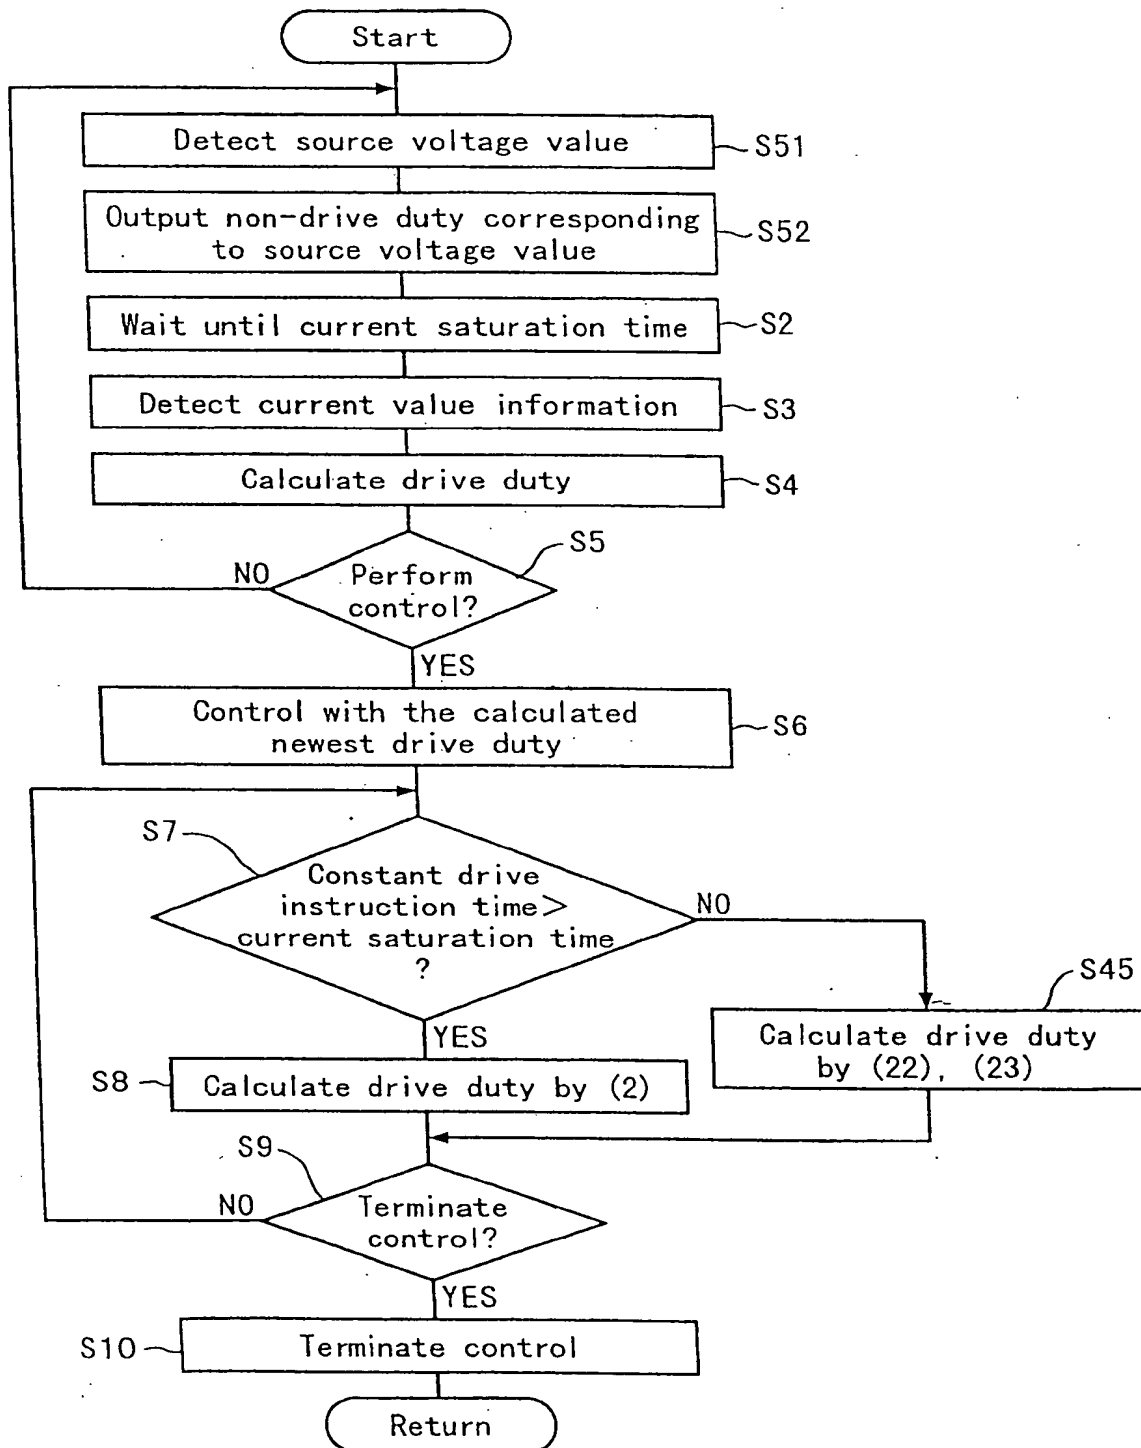 Start
Detect source voltage value
S51
Output non-drive duty corresponding
to source voltage value
S52
Wait until current saturation time
S2
Detect current value information
S3
Calculate drive duty
S4
S5
NO
Perform
control?
YES
Control with the calculated
newest drive duty
S6
S7
Constant drive
instruction time>
current saturation time
?
NO
YES
S45
Calculate drive duty
by (22), (23)
S8
Calculate drive duty by (2)
S9
NO
Terminate
control?
YES
S10
Terminate control
Return